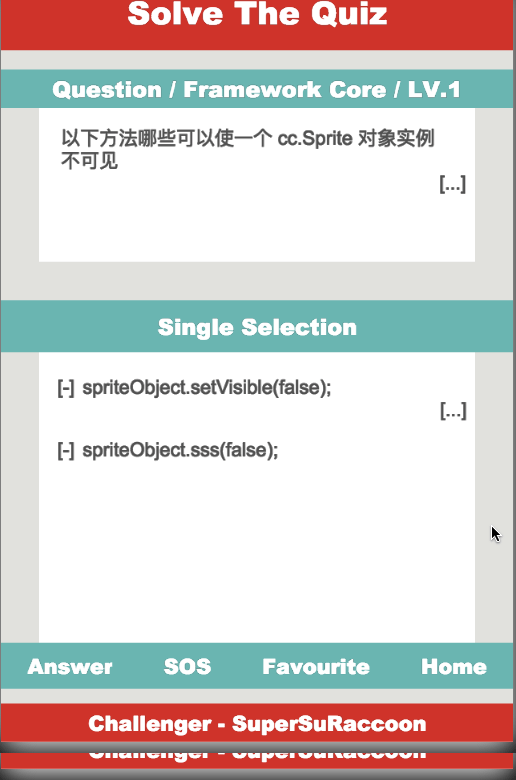 Solve The Quiz
Question / Framework Core / LV.1
以下方法哪些可以使一个 cc.Sprite 对象实例
不可见
[...]
Single Selection
[-] spriteObject.setVisible(false);
[...]
[-] spriteObject.sss(false);
Answer SOS Favourite Home
Challenger - SuperSuRaccoon
Challenger - SuperSuRaccoon